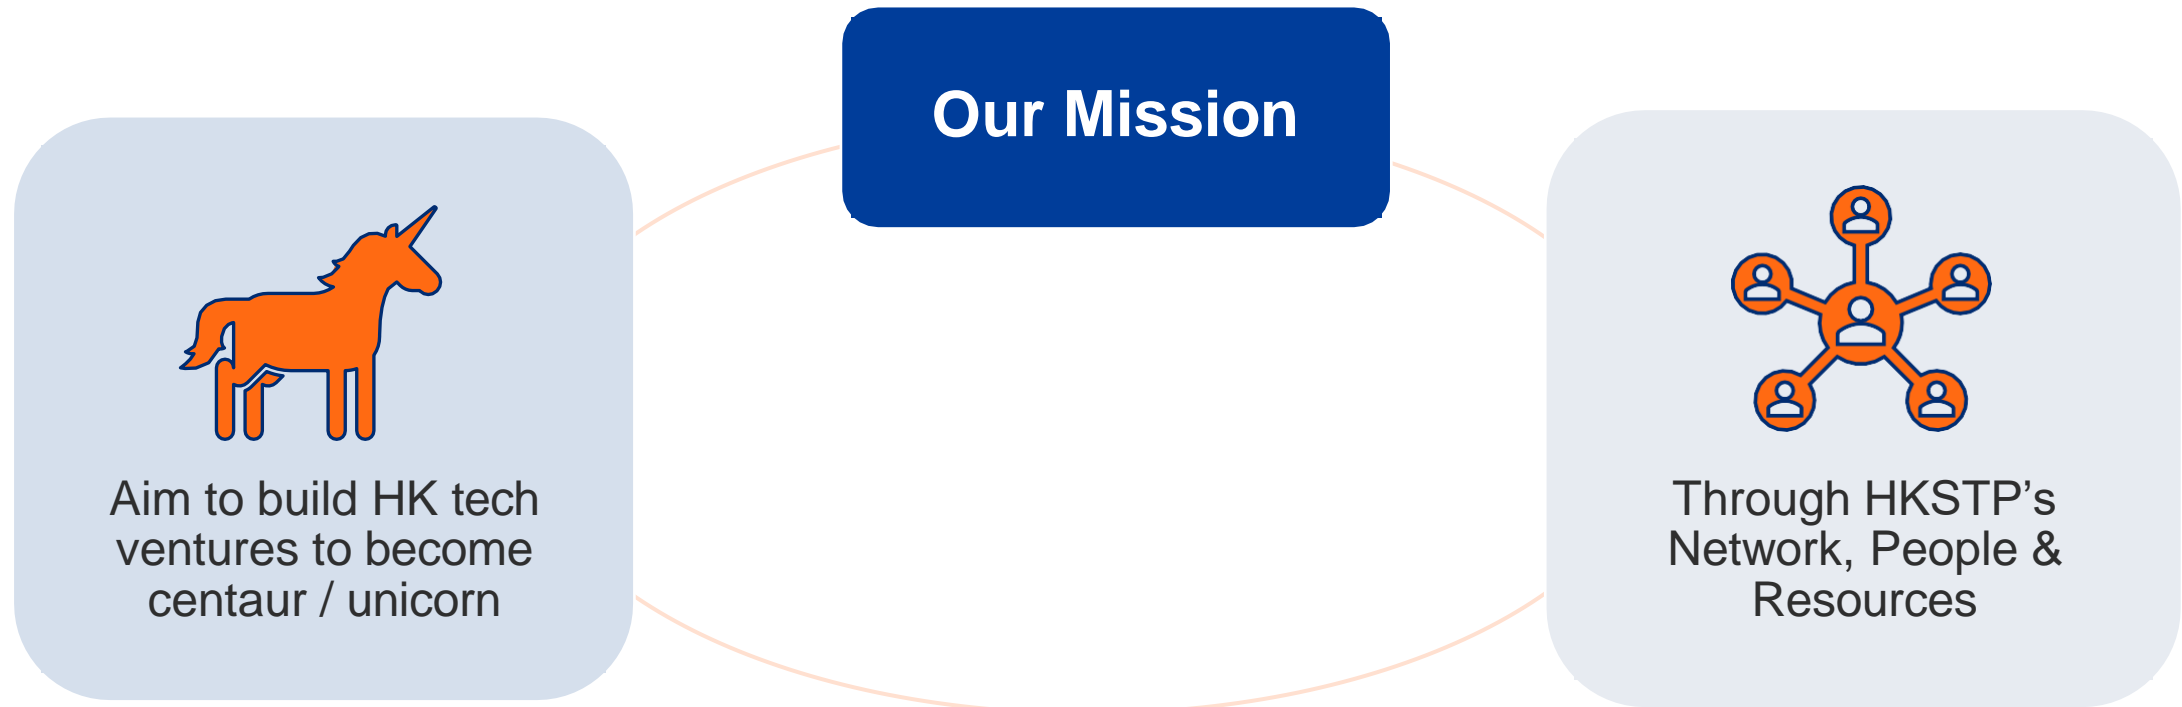 Our Mission
Aim to build HK tech
ventures to become
centaur / unicorn
Through HKSTP’s
Network, People &
Resources